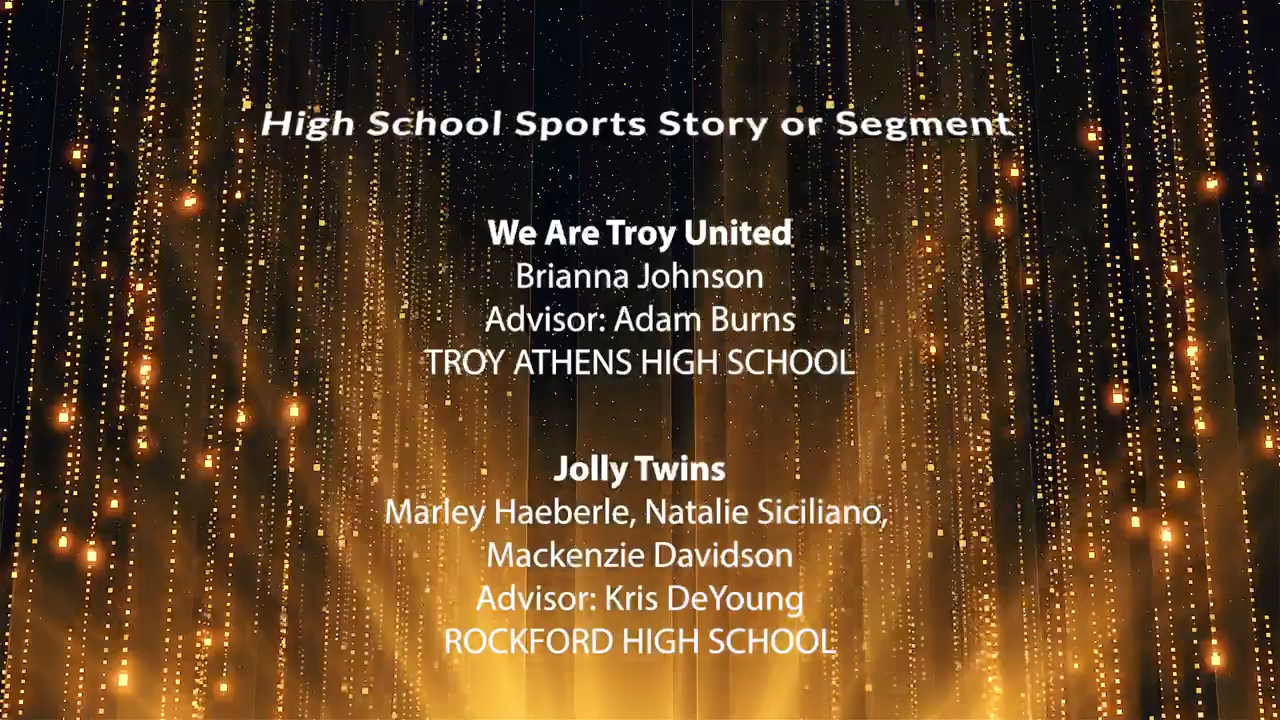 High School Sports Story or Segment
We Are Troy United
Brianna Johnson
Advisor: Adam Burns
TROY ATHENS HIGH SCHOOL
Jolly Twins
Marley Haeberle, Natalie Siciliano,
Mackenzie Davidson
Advisor: Kris DeYoung
ROCKFORD HIGH SCHOOL